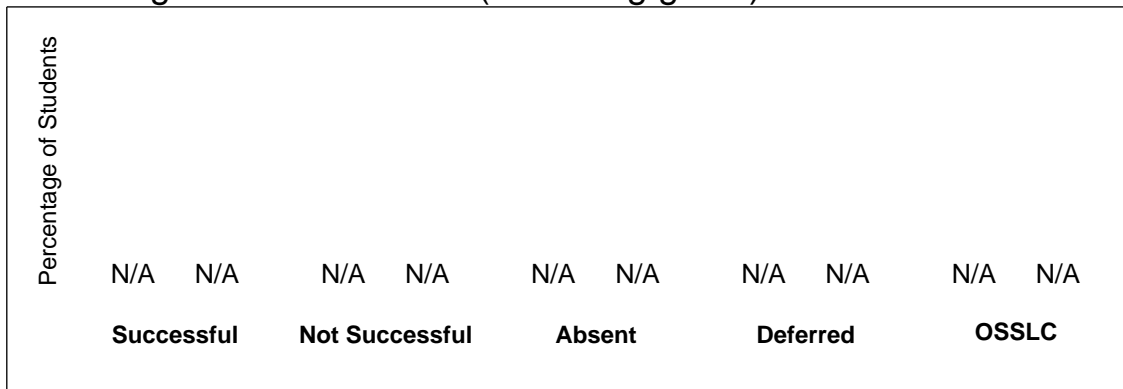 Percentage of Students
N/A N/A N/A N/A N/A N/A N/A N/A N/A N/A
Successful Not Successful Absent Deferred OSSLC